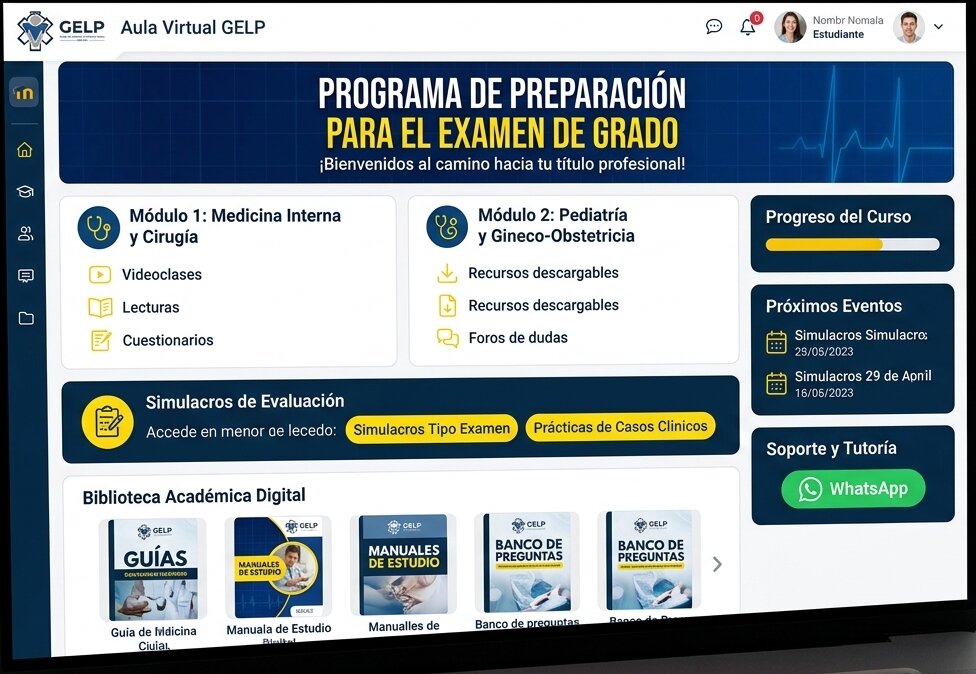 GELP
Aula Virtual GELP
0
Nombr Nomala
Estudiante
m
PROGRAMA DE PREPARACIÓN
PARA EL EXAMEN DE GRADO
¡Bienvenidos al camino hacia tu título profesional!
Módulo 1: Medicina Interna
y Cirugía
Videoclases
Lecturas
Cuestionarios
Módulo 2: Pediatría
y Gineco-Obstetricia
Recursos descargables
Recursos descargables
Foros de dudas
Progreso del Curso
Próximos Eventos
Simulacros Simulacro:
Simulacros 29 de April
16/06/2023
Simulacros de Evaluación
Accede en menor de lecedo:
Simulacros Tipo Examen
Prácticas de Casos Clinicos
Soporte y Tutoría
WhatsApp
Biblioteca Académica Digital
GELP
GUÍAS
GELP
MANUALES
DE ESTUDIO
GELP
MANUALES
DE ESTUDIO
GELP
BANCO DE
PREGUNTAS
GELP
BANCO DE
PREGUNTAS
Guia de
Manuala de Estudio
Manualles de
Banco de preguntas